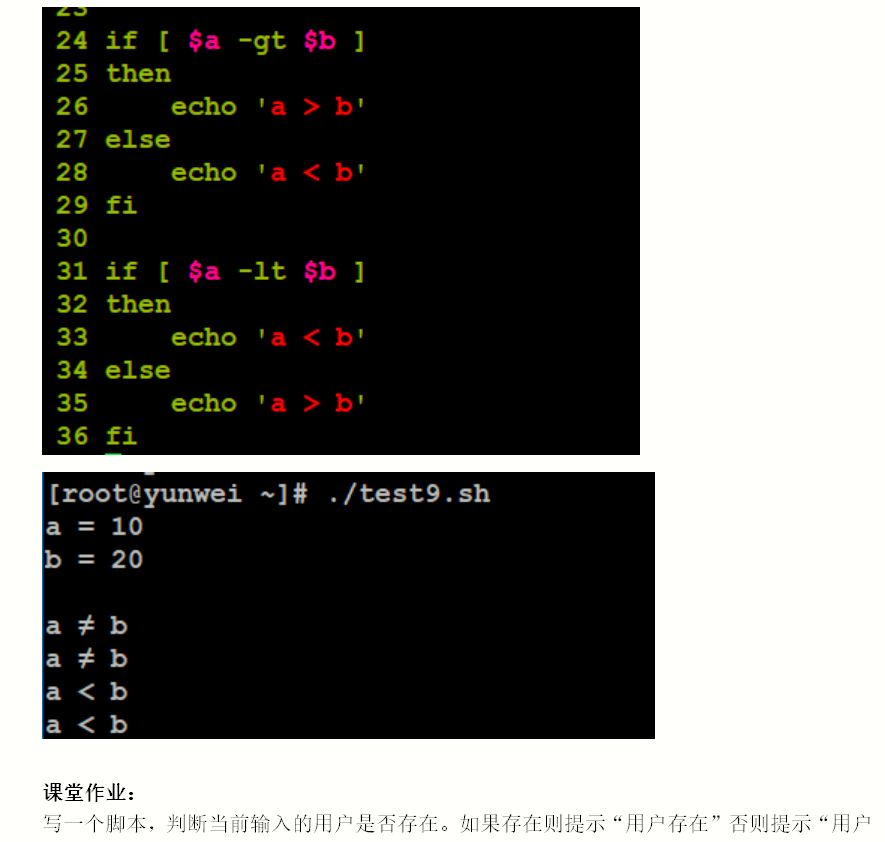 23
24 if [ $a -gt $b ]
25 then
26     echo 'a > b'
27 else
28     echo 'a < b'
29 fi
30
31 if [ $a -lt $b ]
32 then
33     echo 'a < b'
34 else
35     echo 'a > b'
36 fi
[root@yunwei ~]# ./test9.sh
a = 10
b = 20
a ≠ b
a ≠ b
a < b
a < b
课堂作业：
写一个脚本，判断当前输入的用户是否存在。如果存在则提示“用户存在”否则提示“用户